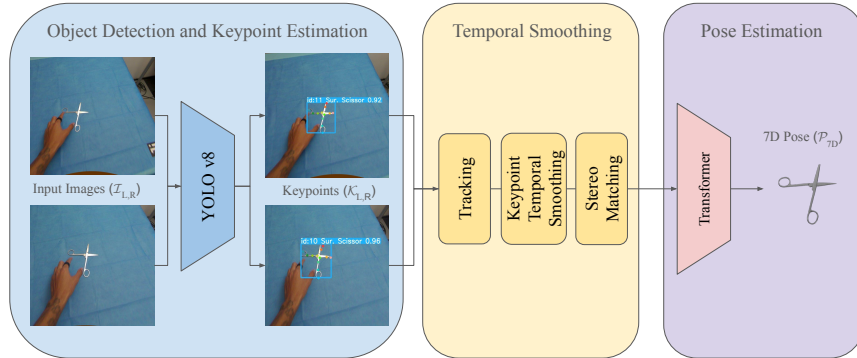 Object Detection and Keypoint Estimation
Temporal Smoothing
Pose Estimation
id:11 Sur. Scissor 0.92
Input Images (𝓘L,R)
YOLO v8
Keypoints (𝒦L,R)
id:10 Sur. Scissor 0.96
Tracking
Keypoint
Temporal
Smoothing
Stereo
Matching
Transformer
7D Pose (𝒫7D)